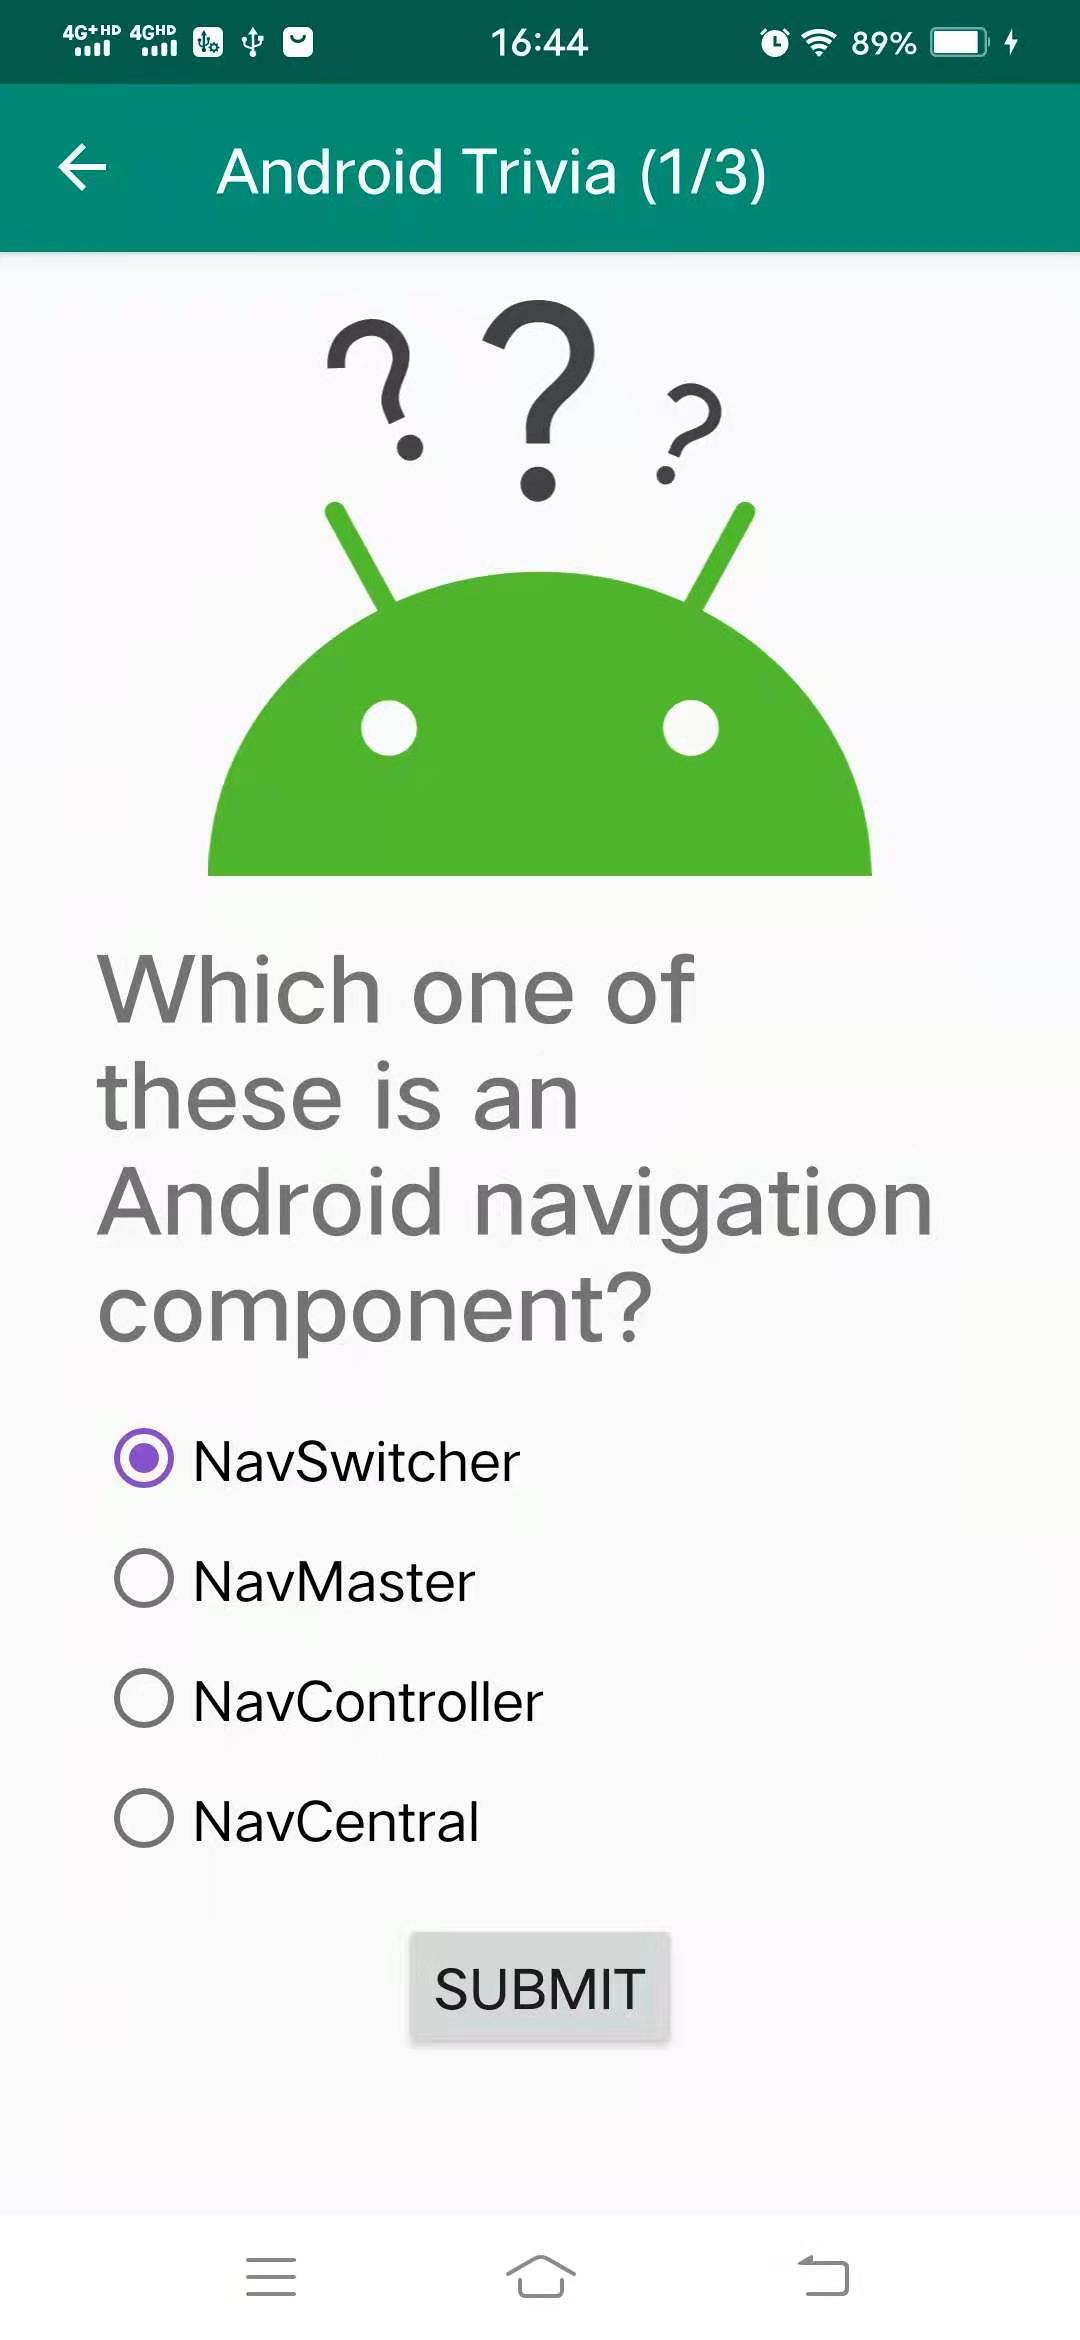 4G+HD 4GHD 16:44 89%
Android Trivia (1/3)
? ? ?
Which one of
these is an
Android navigation
component?
NavSwitcher
NavMaster
NavController
NavCentral
SUBMIT